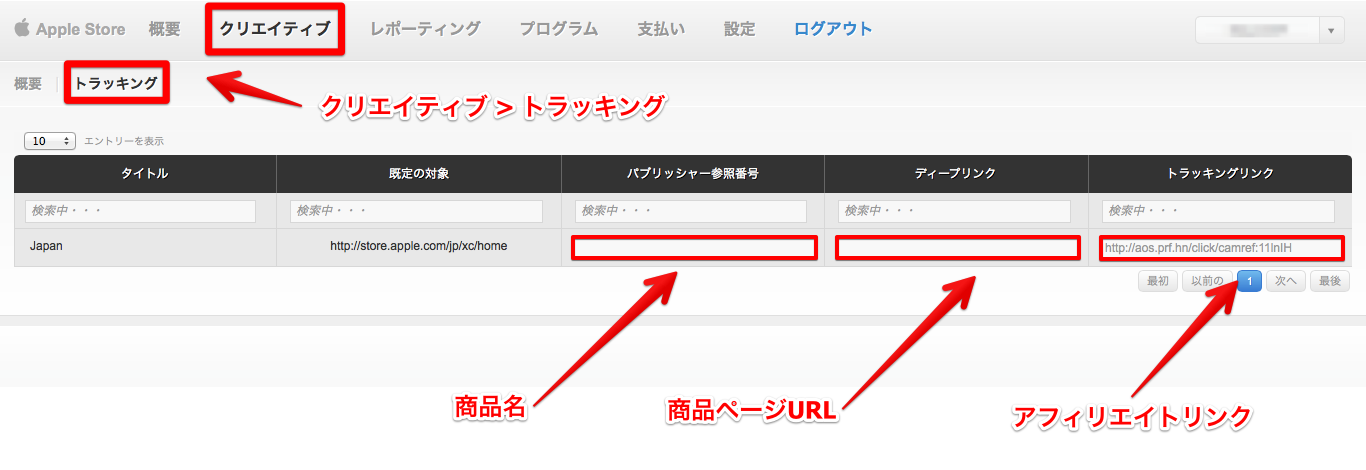 Apple Store 概要 クリエイティブ レポーティング プログラム 支払い 設定 ログアウト
概要 トラッキング
クリエイティブ > トラッキング
10 エントリーを表示
タイトル 既定の対象 パブリッシャー参照番号 ディープリンク トラッキングリンク
検索中・・・ 検索中・・・ 検索中・・・ 検索中・・・ 検索中・・・
Japan http://store.apple.com/jp/xc/home http://aos.prf.hn/click/camref:11lnIH
最初 以前の 1 次へ 最後
商品名 商品ページURL アフィリエイトリンク